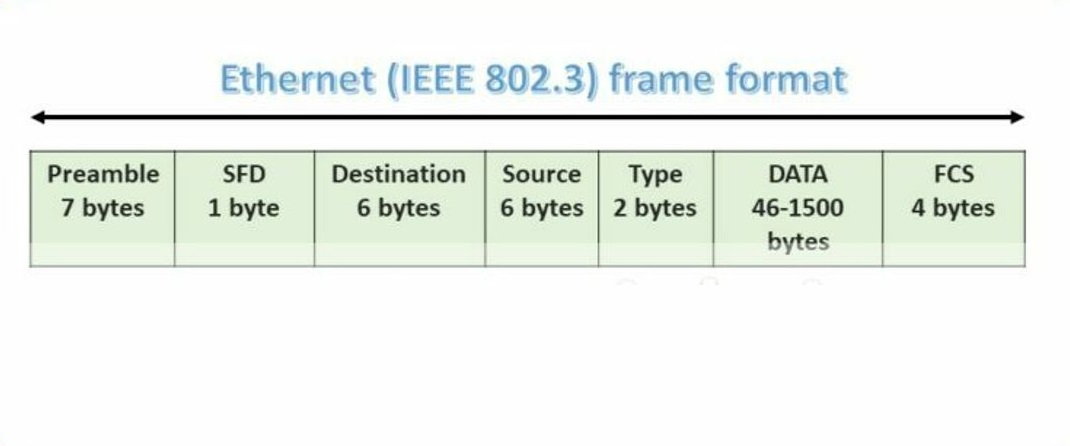 Ethernet (IEEE 802.3) frame format
Preamble
7 bytes
SFD
1 byte
Destination
6 bytes
Source
6 bytes
Type
2 bytes
DATA
46-1500
bytes
FCS
4 bytes